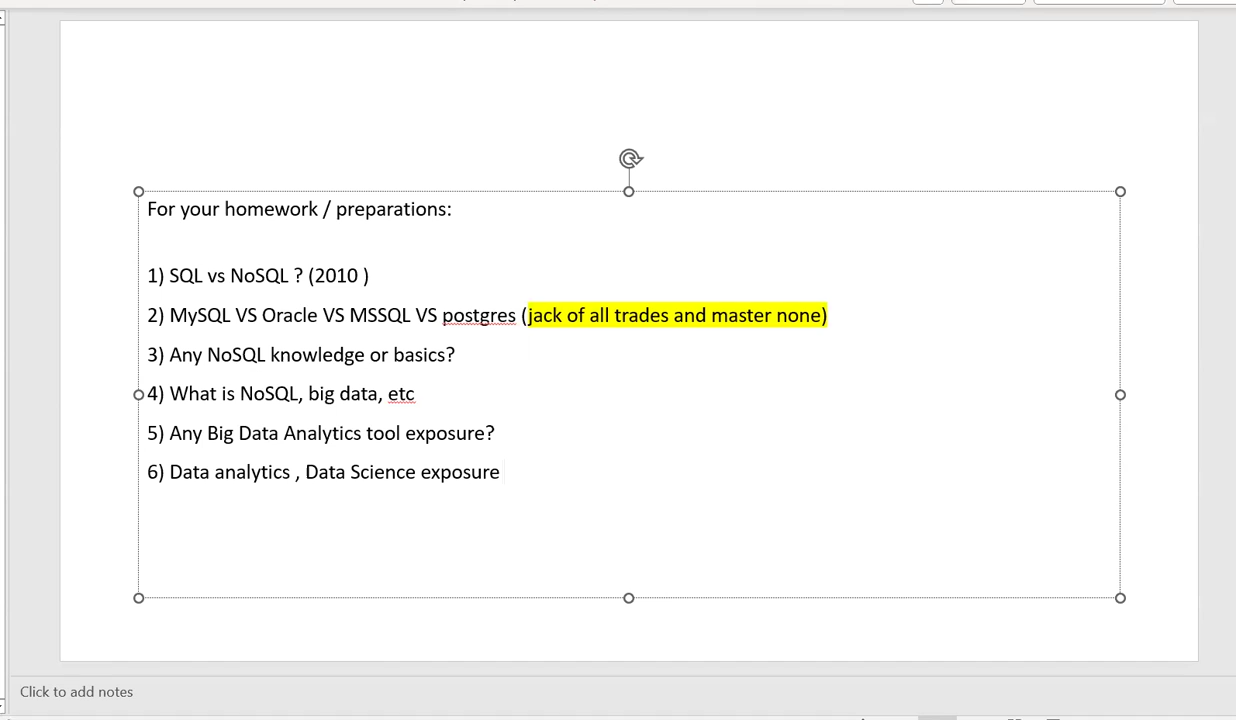 For your homework / preparations:
1) SQL vs NoSQL ? (2010 )
2) MySQL VS Oracle VS MSSQL VS postgres (jack of all trades and master none)
3) Any NoSQL knowledge or basics?
4) What is NoSQL, big data, etc
5) Any Big Data Analytics tool exposure?
6) Data analytics , Data Science exposure
Click to add notes